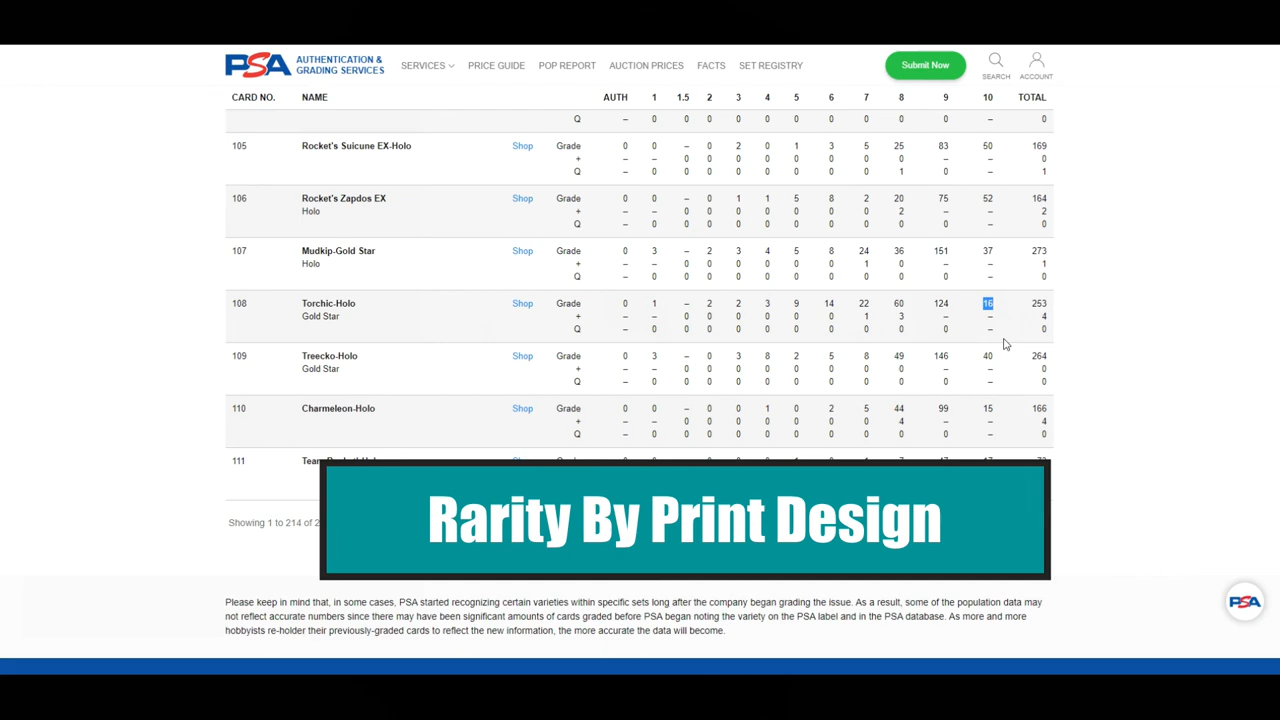 PSA AUTHENTICATION &
GRADING SERVICES
SERVICES PRICE GUIDE POP REPORT AUCTION PRICES FACTS SET REGISTRY
Submit Now
SEARCH ACCOUNT
CARD NO. NAME AUTH 1 1.5 2 3 4 5 6 7 8 9 10 TOTAL
Q – 0 0 0 0 0 0 0 0 0 0 – 0
105 Rocket's Suicune EX-Holo Shop Grade 0 0 – 0 2 0 1 3 5 25 83 50 169
+ – 0 0 0 0 0 0 0 0 0 – – 0
Q – 0 0 0 0 0 0 0 0 1 0 – 1
106 Rocket's Zapdos EX Shop Grade 0 0 – 0 1 1 5 8 2 20 75 52 164
Holo + – 0 0 0 0 0 0 0 0 2 – – 2
Q – 0 0 0 0 0 0 0 0 0 0 – 0
107 Mudkip-Gold Star Shop Grade 0 3 – 2 3 4 5 8 24 36 151 37 273
Holo + – 0 0 0 0 0 0 0 1 0 – – 1
Q – 0 0 0 0 0 0 0 0 0 0 – 0
108 Torchic-Holo Shop Grade 0 1 – 2 2 3 9 14 22 60 124 16 253
Gold Star + – 0 0 0 0 0 0 0 1 3 – – 4
Q – 0 0 0 0 0 0 0 0 0 0 – 0
109 Treecko-Holo Shop Grade 0 3 – 0 3 8 2 5 8 49 146 40 264
Gold Star + – 0 0 0 0 0 0 0 0 0 – – 0
Q – 0 0 0 0 0 0 0 0 0 0 – 0
110 Charmeleon-Holo Shop Grade 0 0 – 0 0 1 0 2 5 44 99 15 166
+ – 0 0 0 0 0 0 0 0 4 – – 4
Q – 0 0 0 0 0 0 0 0 0 0 – 0
111
Rarity By Print Design
Showing 1 to 214 of
Please keep in mind that, in some cases, PSA started recognizing certain varieties within specific sets long after the company began grading the issue. As a result, some of the population data may
not reflect accurate numbers since there may have been significant amounts of cards graded before PSA began noting the variety on the PSA label and in the PSA database. As more and more
hobbyists re-holder their previously-graded cards to reflect the new information, the more accurate the data will become.
PSA